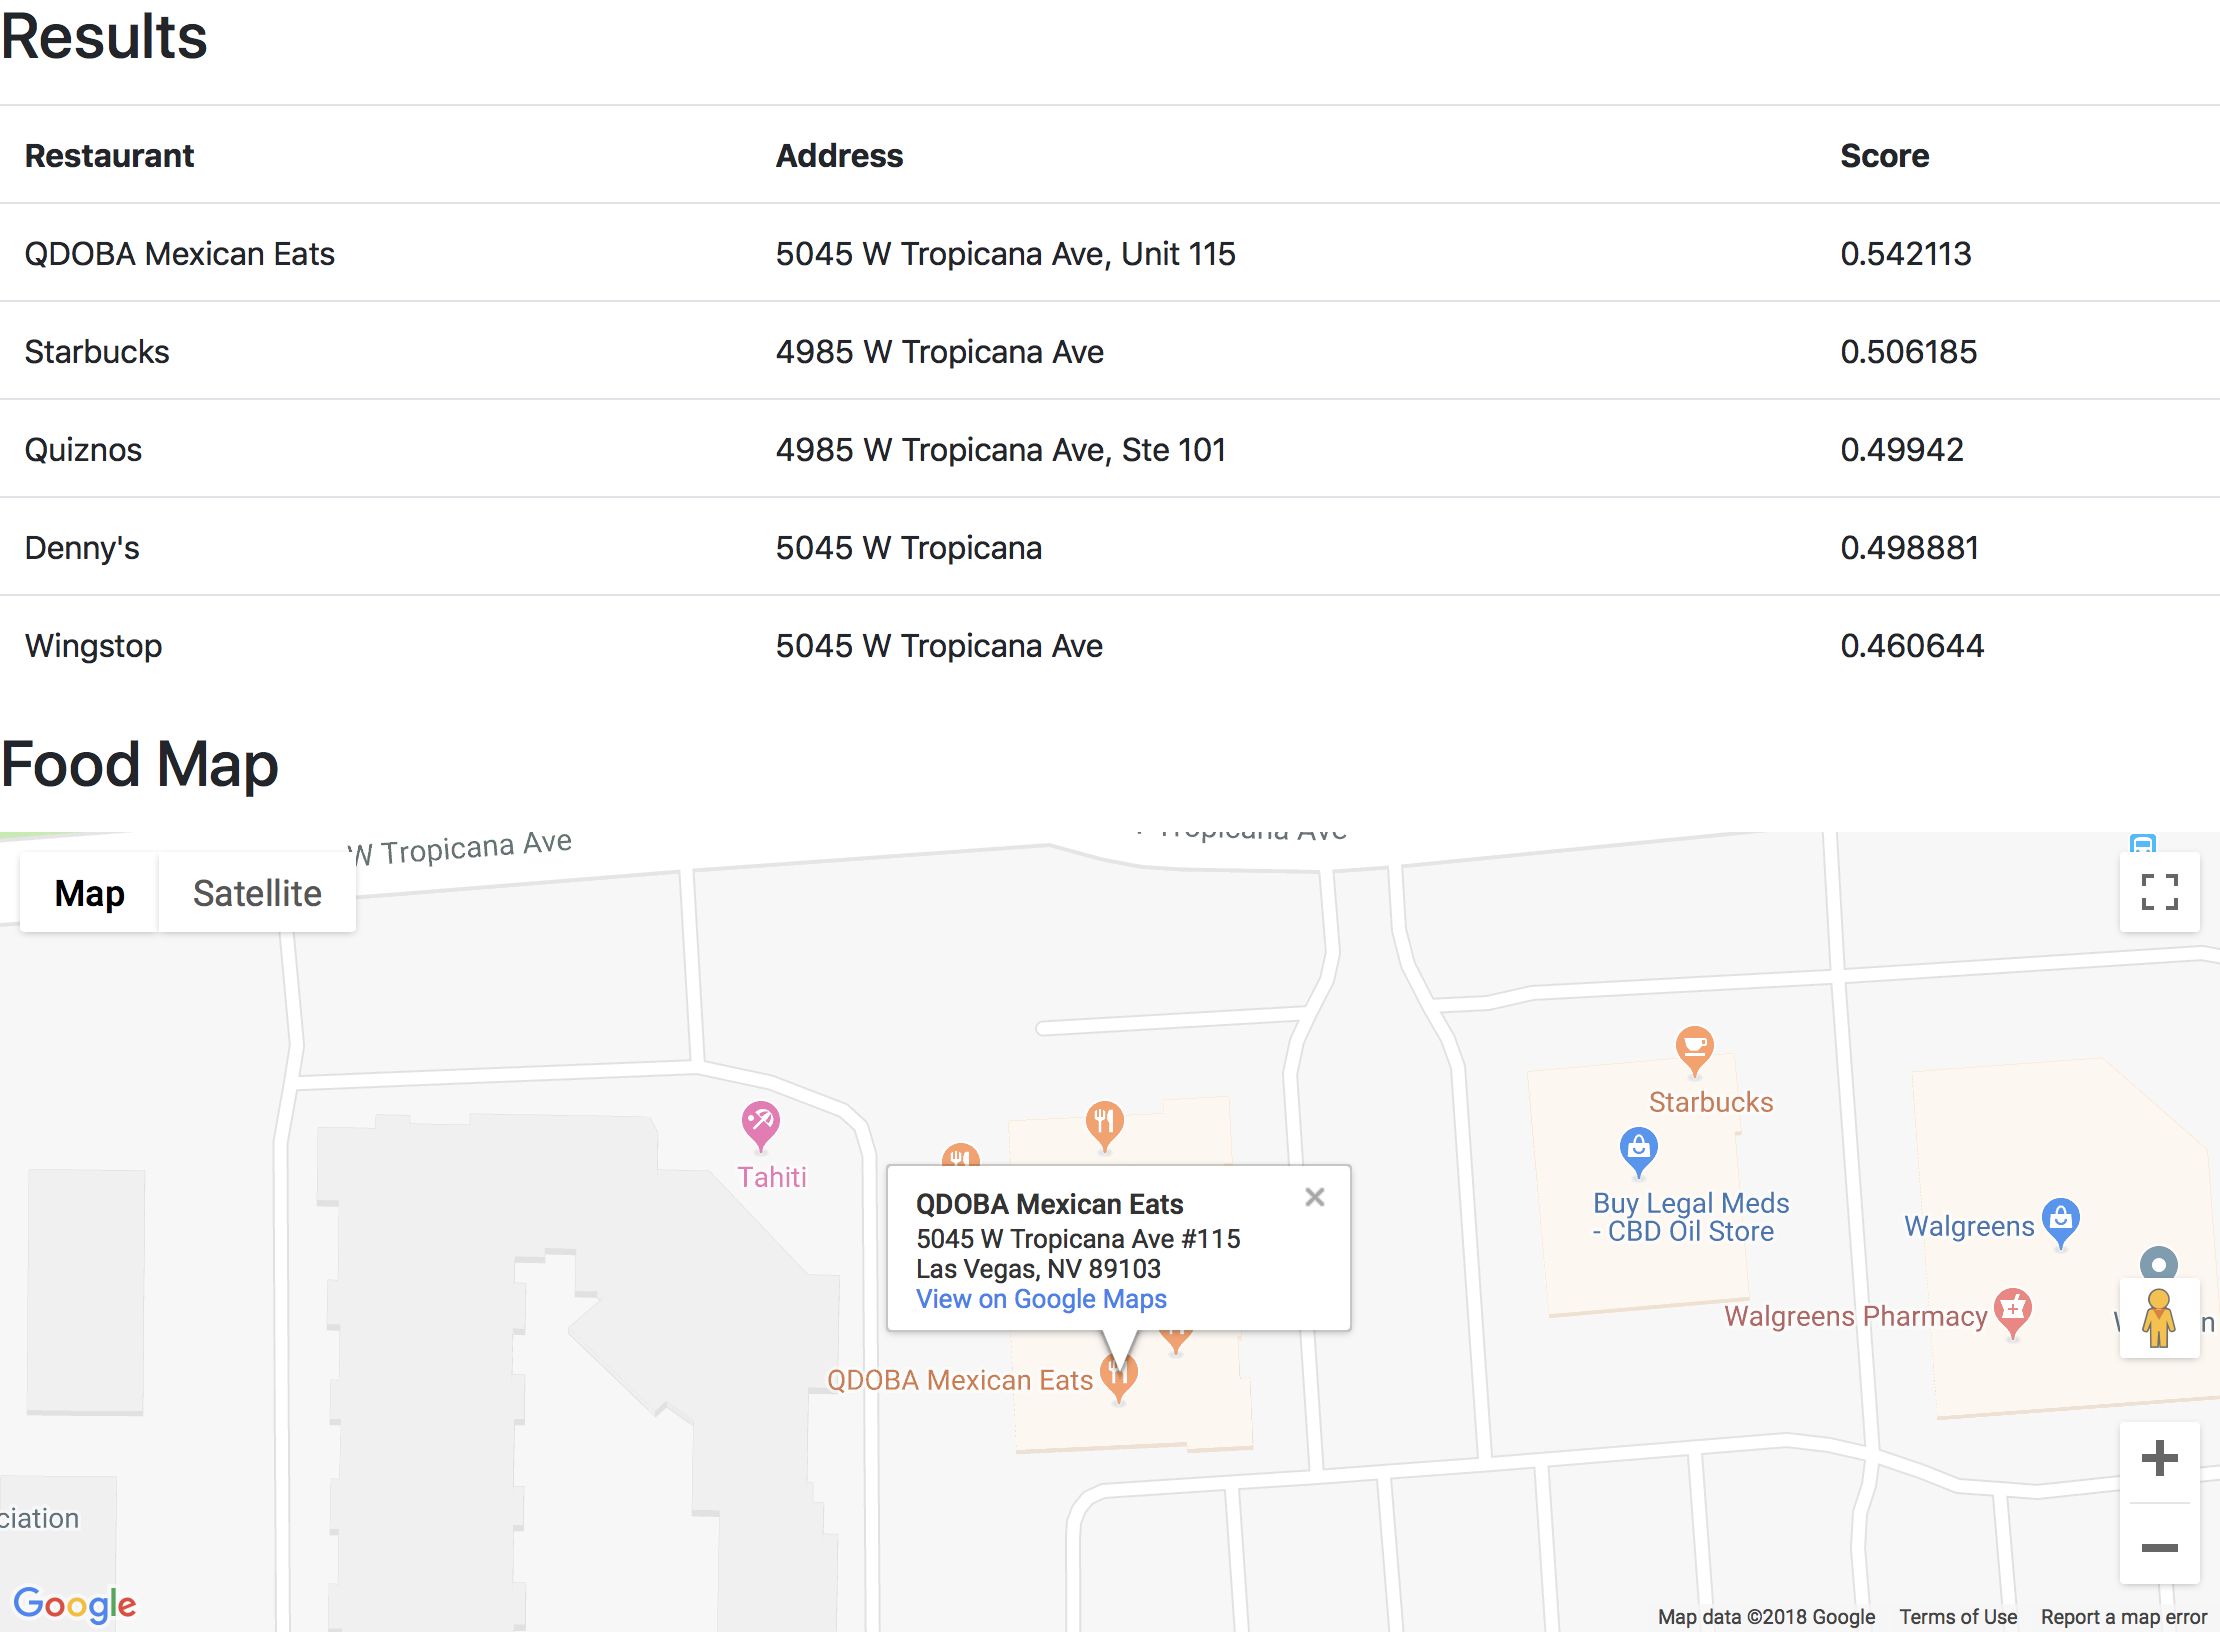 Results
Restaurant Address Score
QDOBA Mexican Eats 5045 W Tropicana Ave, Unit 115 0.542113
Starbucks 4985 W Tropicana Ave 0.506185
Quiznos 4985 W Tropicana Ave, Ste 101 0.49942
Denny's 5045 W Tropicana 0.498881
Wingstop 5045 W Tropicana Ave 0.460644
Food Map
W Tropicana Ave
Tropicana Ave
Map Satellite
Starbucks
Tahiti
QDOBA Mexican Eats
5045 W Tropicana Ave #115
Las Vegas, NV 89103
View on Google Maps
Buy Legal Meds
- CBD Oil Store
Walgreens
Walgreens Pharmacy
QDOBA Mexican Eats
ciation
Google
Map data ©2018 Google Terms of Use Report a map error